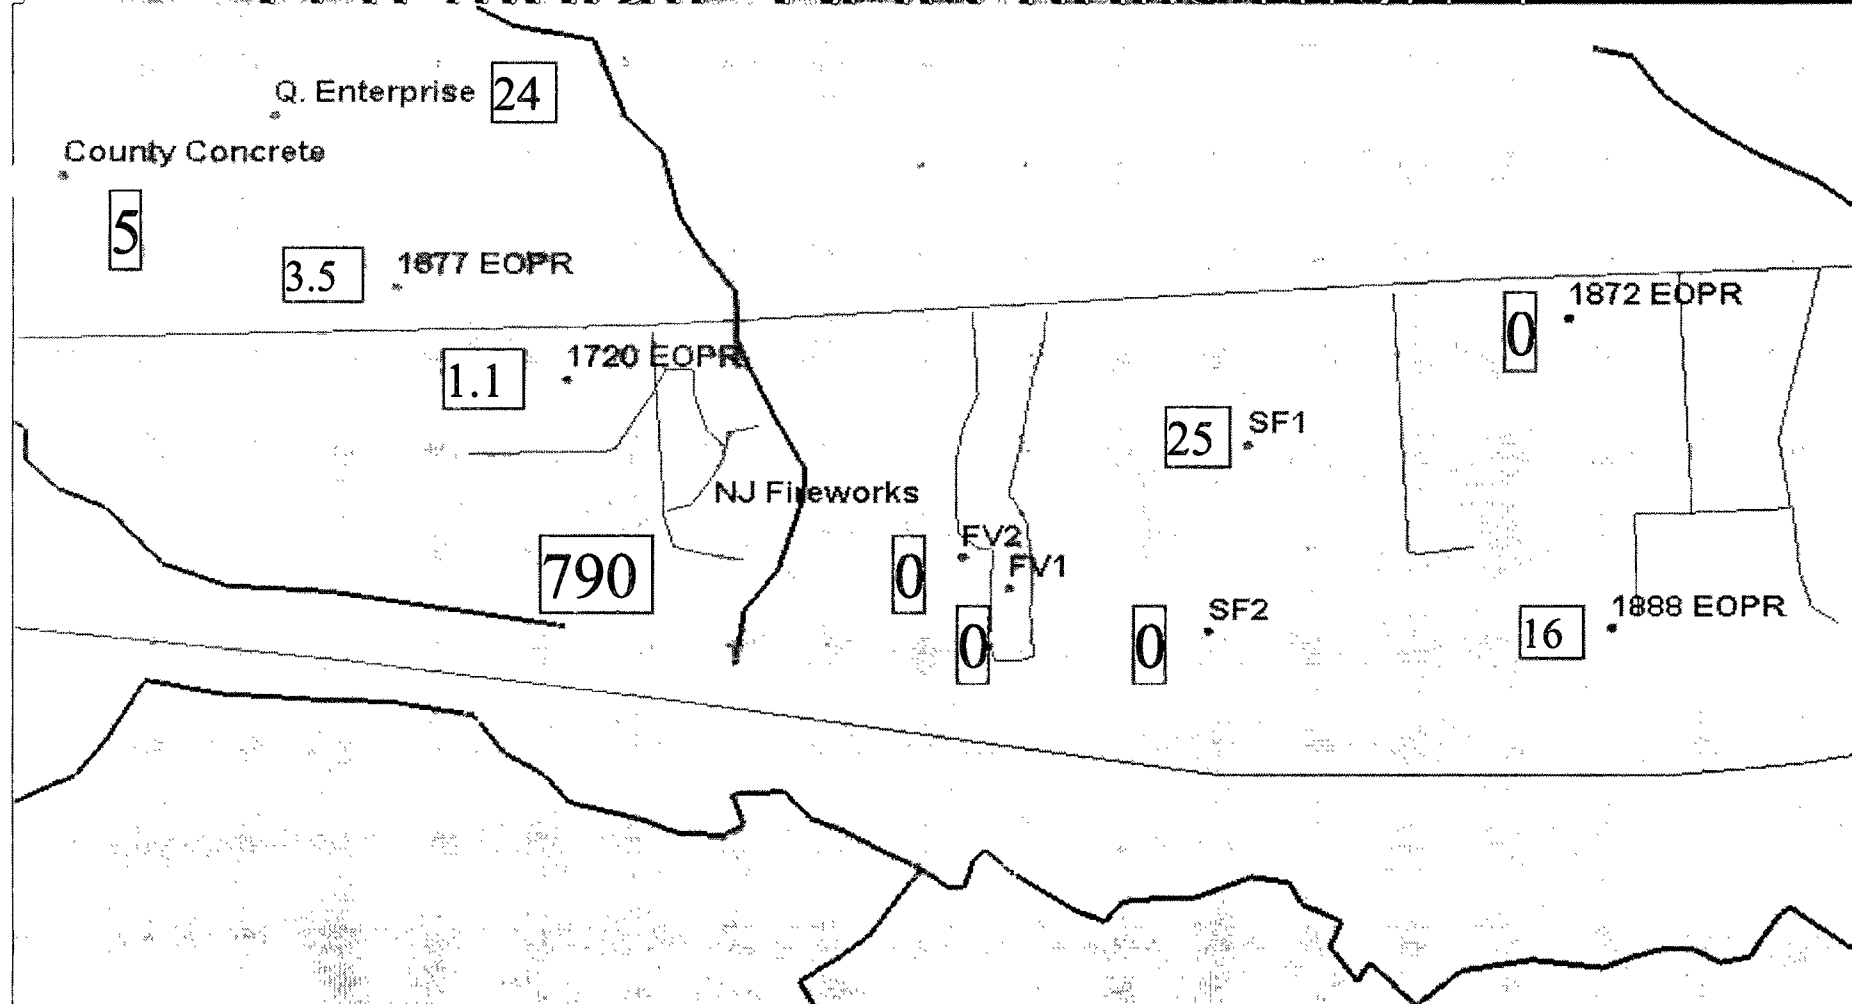 Q. Enterprise 24
County Concrete
5
3.5 1877 EOPR
1872 EOPR
0
1720 EOPR
1.1
25 SF1
NJ Fireworks
790
0 FV2
FV1
0
0 SF2
16 1888 EOPR